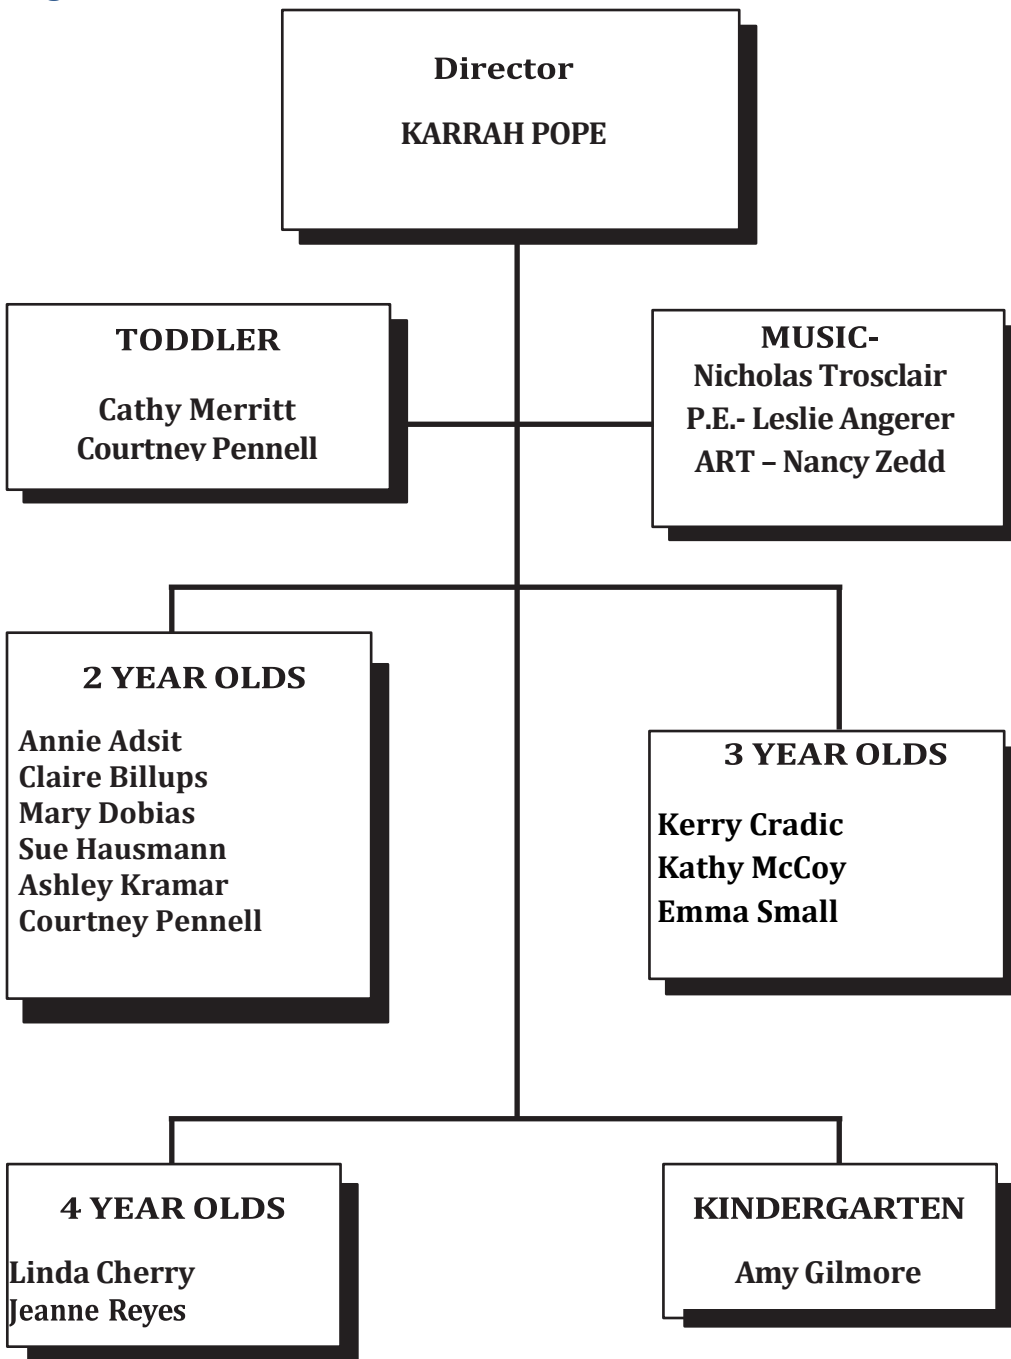 Director
KARRAH POPE
TODDLER
Cathy Merritt
Courtney Pennell
MUSIC-
Nicholas Trosclair
P.E.- Leslie Angerer
ART – Nancy Zedd
2 YEAR OLDS
Annie Adsit
Claire Billups
Mary Dobias
Sue Hausmann
Ashley Kramar
Courtney Pennell
3 YEAR OLDS
Kerry Cradic
Kathy McCoy
Emma Small
4 YEAR OLDS
Linda Cherry
Jeanne Reyes
KINDERGARTEN
Amy Gilmore